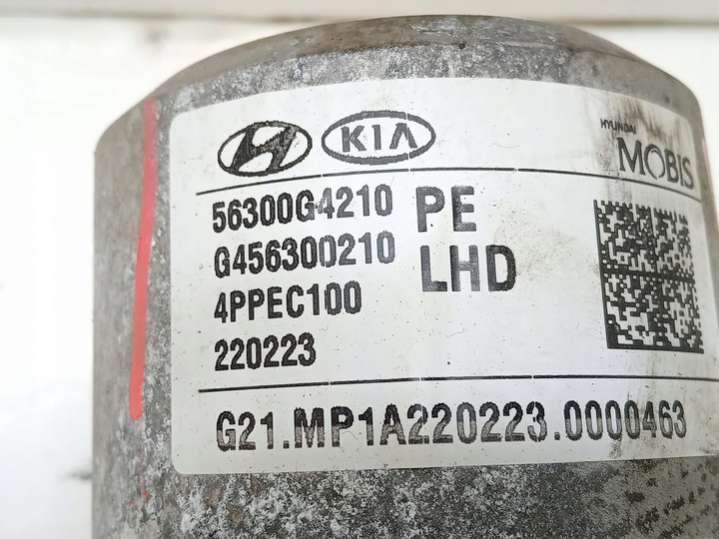 KIA
HYUNDAI
MOBIS
56300G4210 PE
G456300210 LHD
4PPEC100
220223
G21.MP1A220223.0000463